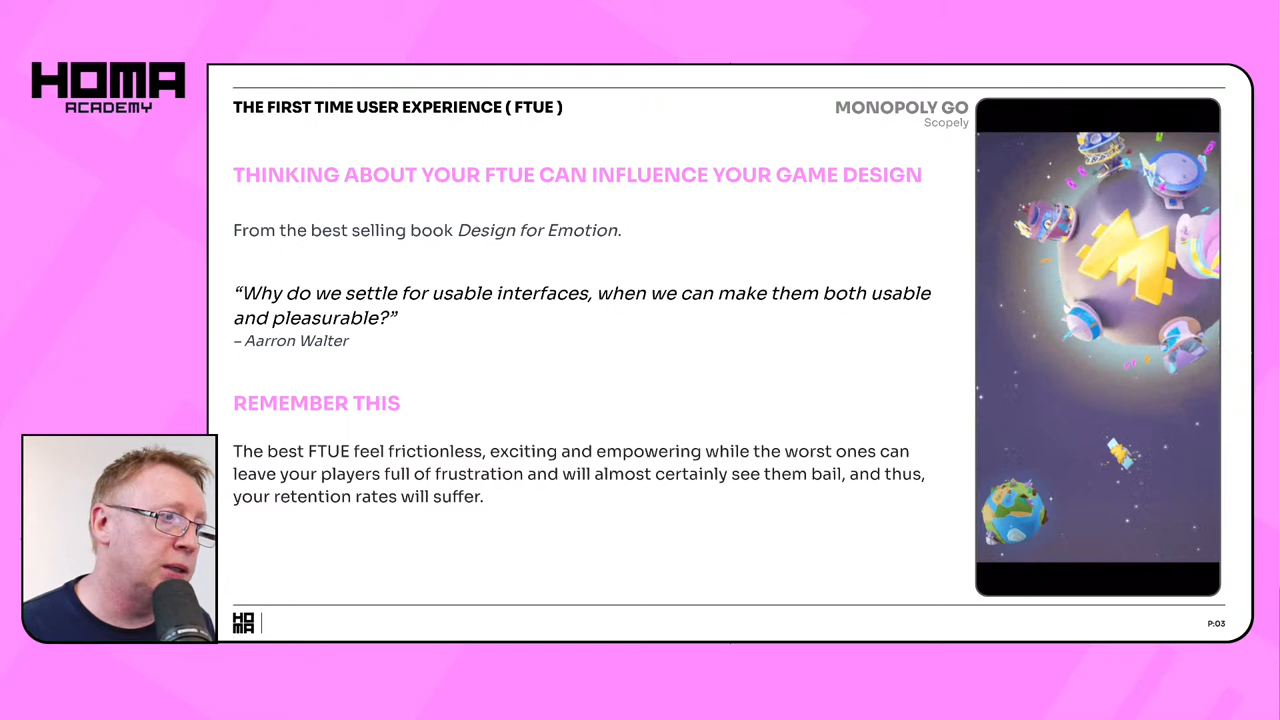 HOMA
ACADEMY
THE FIRST TIME USER EXPERIENCE ( FTUE )
MONOPOLY GO
Scopely
THINKING ABOUT YOUR FTUE CAN INFLUENCE YOUR GAME DESIGN
From the best selling book Design for Emotion.
“Why do we settle for usable interfaces, when we can make them both usable
and pleasurable?”
– Aarron Walter
REMEMBER THIS
The best FTUE feel frictionless, exciting and empowering while the worst ones can
leave your players full of frustration and will almost certainly see them bail, and thus,
your retention rates will suffer.
HO
MA
P:03